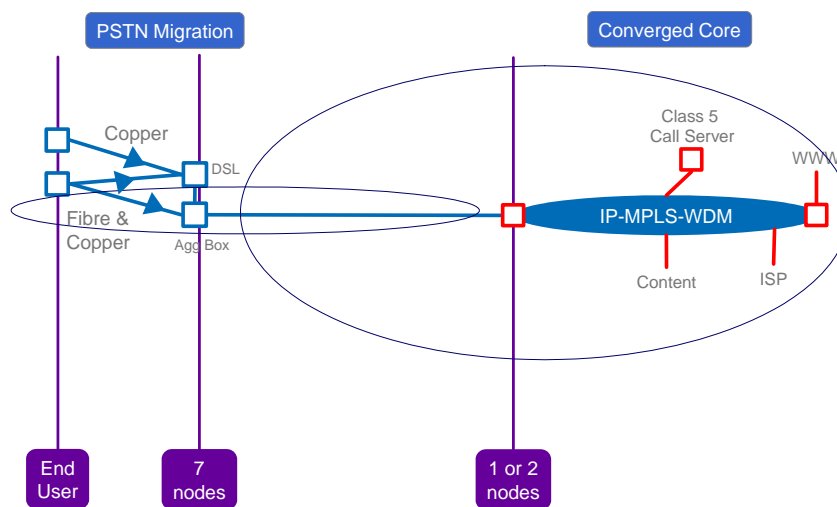 PSTN Migration
Converged Core
Copper
Class 5
Call Server
WWW
DSL
IP-MPLS-WDM
Fibre &
Copper
Agg Box
Content
ISP
End
User
7
nodes
1 or 2
nodes